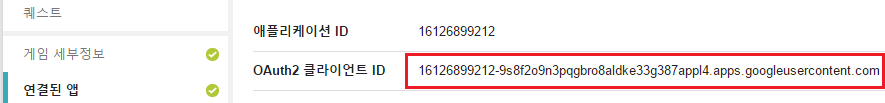 퀘스트
게임 세부정보
연결된 앱
애플리케이션 ID 16126899212
OAuth2 클라이언트 ID 16126899212-9s8f2o9n3pqgbro8aldke33g387appl4.apps.googleusercontent.com